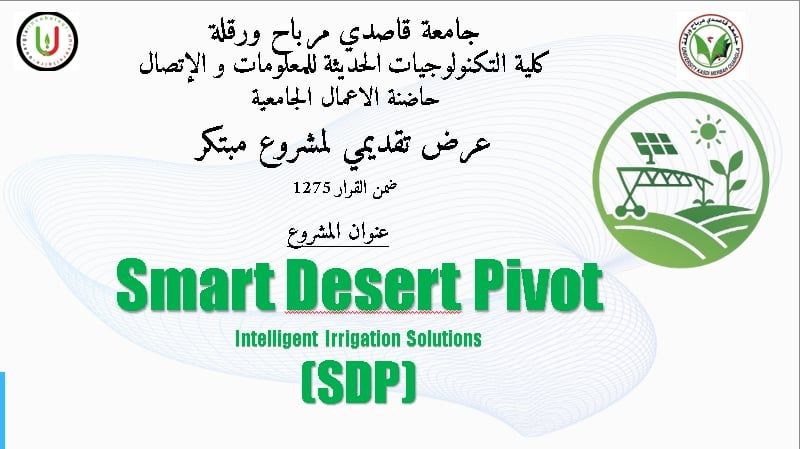 جامعة قاصدي مرباح ورقلة
كلية التكنولوجيات الحديثة للمعلومات و الإتصال
حاضنة الاعمال الجامعية
عرض تقديمي لمشروع مبتكر
ضمن القرار 1275
عنوان المشروع
Smart Desert Pivot
Intelligent Irrigation Solutions
(SDP)